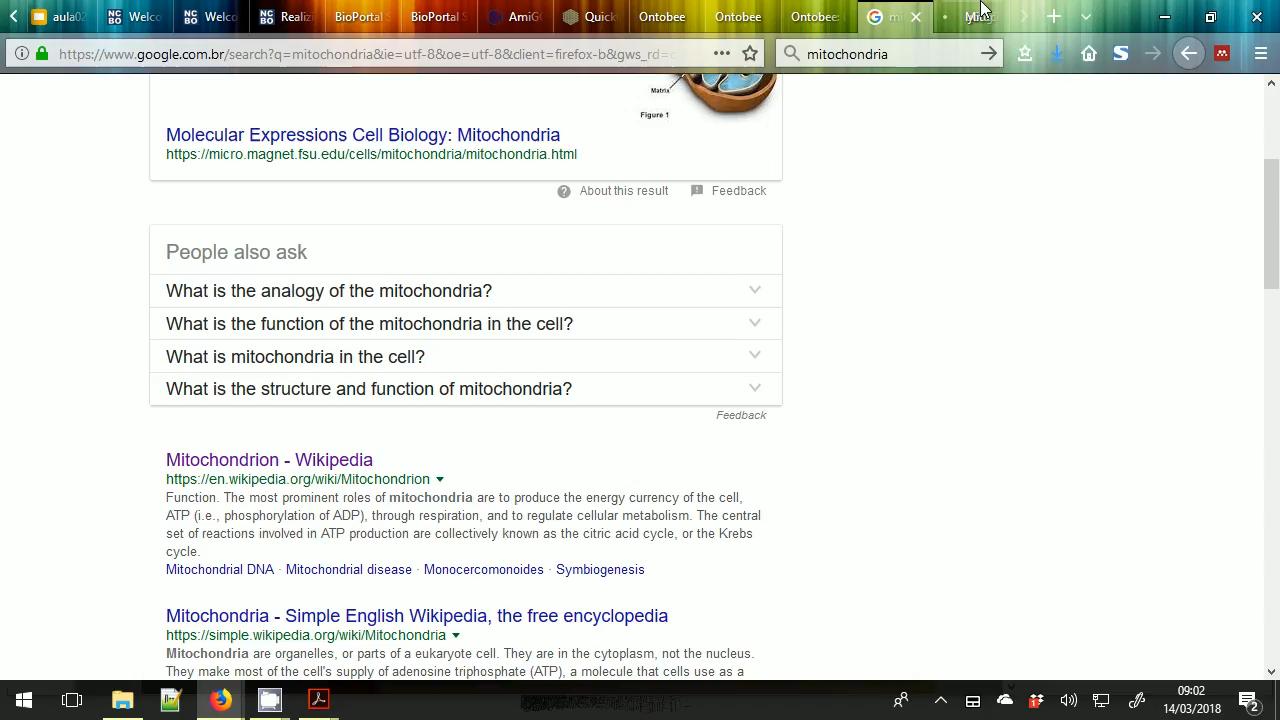 aula02
Welco
Welco
Realizi
BioPortal S
BioPortal S
AmiG
Quick
Ontobee
Ontobee
Ontobee:
https://www.google.com.br/search?q=mitochondria&ie=utf-8&oe=utf-8&client=firefox-b&gws_rd=
mitochondria
Matrix
Figure 1
Molecular Expressions Cell Biology: Mitochondria
https://micro.magnet.fsu.edu/cells/mitochondria/mitochondria.html
About this result
Feedback
People also ask
What is the analogy of the mitochondria?
What is the function of the mitochondria in the cell?
What is mitochondria in the cell?
What is the structure and function of mitochondria?
Feedback
Mitochondrion - Wikipedia
https://en.wikipedia.org/wiki/Mitochondrion
Function. The most prominent roles of mitochondria are to produce the energy currency of the cell,
ATP (i.e., phosphorylation of ADP), through respiration, and to regulate cellular metabolism. The central
set of reactions involved in ATP production are collectively known as the citric acid cycle, or the Krebs
cycle.
Mitochondrial DNA · Mitochondrial disease · Monocercomonoides · Symbiogenesis
Mitochondria - Simple English Wikipedia, the free encyclopedia
https://simple.wikipedia.org/wiki/Mitochondria
Mitochondria are organelles, or parts of a eukaryote cell. They are in the cytoplasm, not the nucleus.
They make most of the cell's supply of adenosine triphosphate (ATP), a molecule that cells use as a
09:02
14/03/2018
2